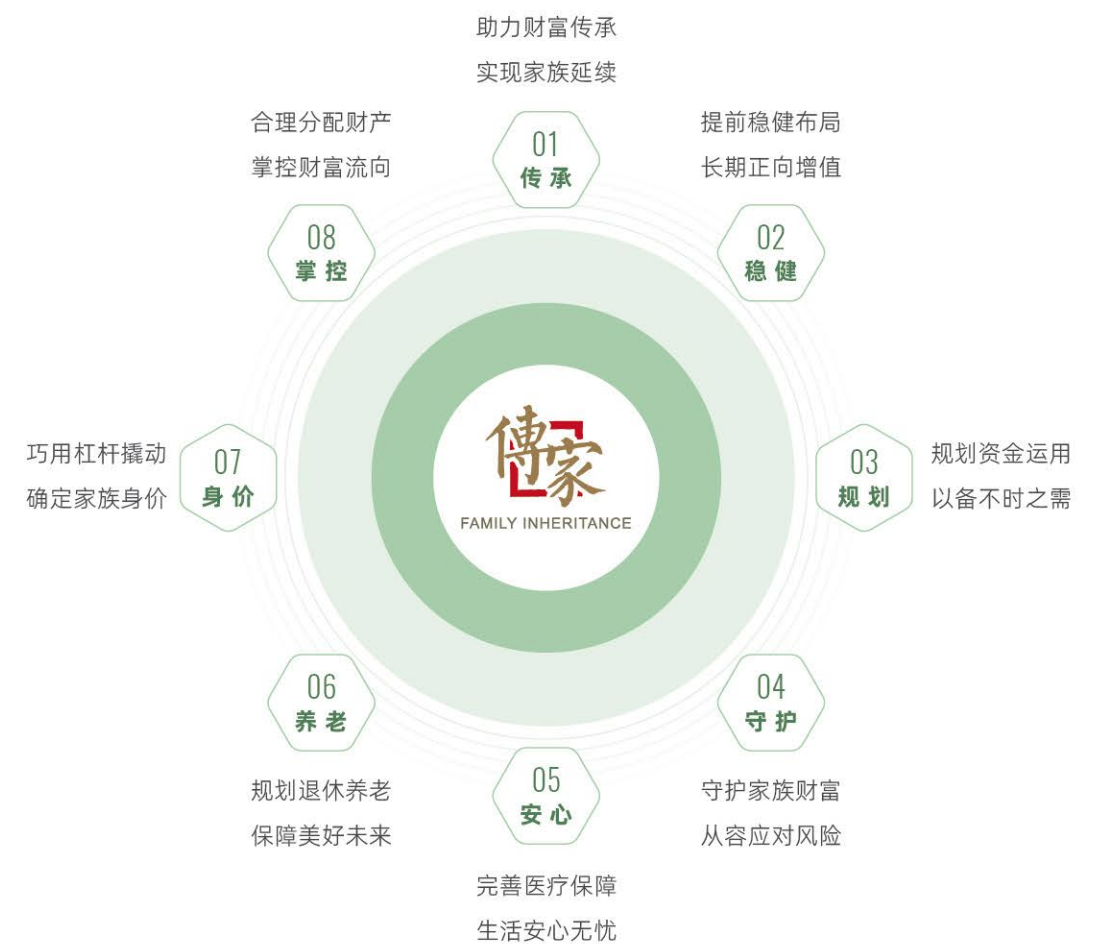 助力财富传承
实现家族延续
01
传承
提前稳健布局
长期正向增值
02
稳健
03
规划
规划资金运用
以备不时之需
04
守护
守护家族财富
从容应对风险
05
安心
完善医疗保障
生活安心无忧
06
养老
规划退休养老
保障美好未来
巧用杠杆撬动
确定家族身价
07
身价
合理分配财产
掌控财富流向
08
掌控
傳家
FAMILY INHERITANCE